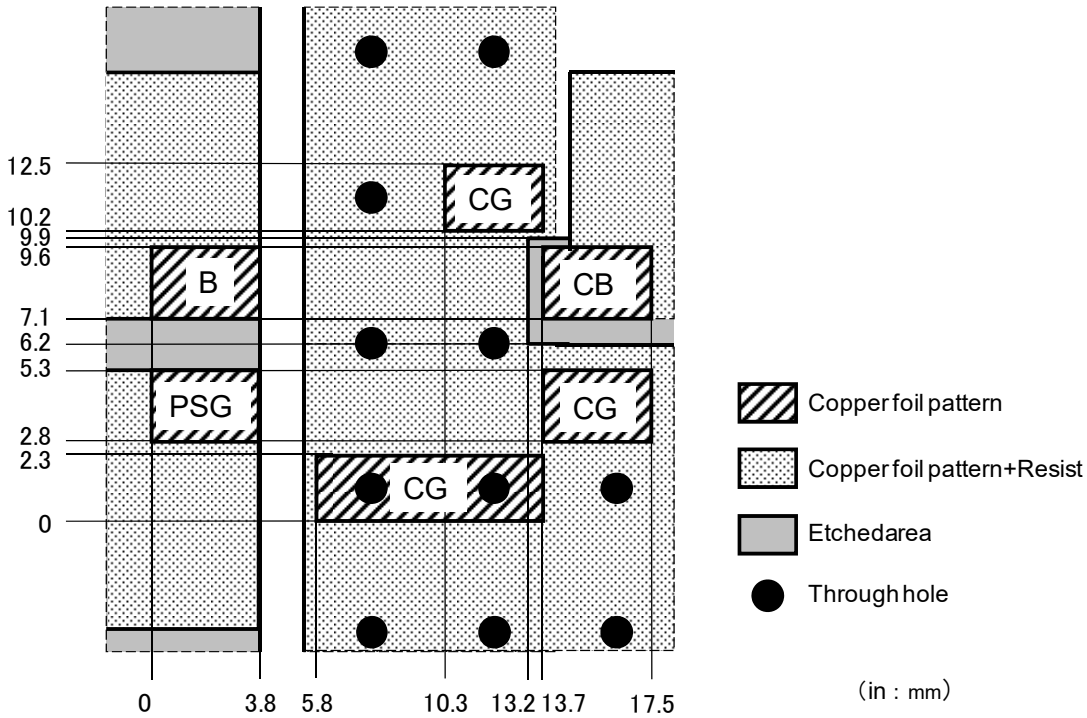 12.5
10.2
9.9
9.6
7.1
6.2
5.3
2.8
2.3
0
CG
B
CB
PSG
CG
CG
Copper foil pattern
Copper foil pattern+Resist
Etchedarea
Through hole
0
3.8
5.8
10.3
13.2
13.7
17.5
(in : mm)